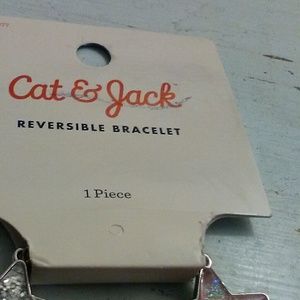 Cat & Jack
REVERSIBLE BRACELET
1 Piece